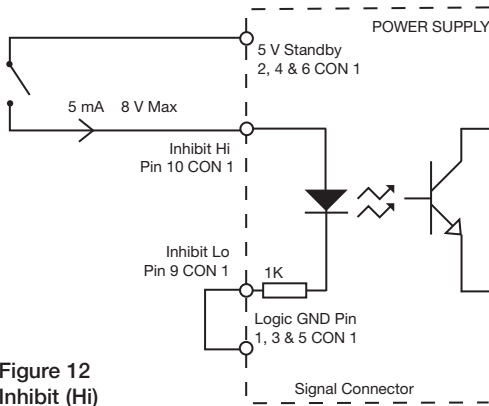 POWER SUPPLY
5 V Standby
2, 4 & 6 CON 1
5 mA 8 V Max
Inhibit Hi
Pin 10 CON 1
Inhibit Lo
Pin 9 CON 1
1K
Logic GND Pin
1, 3 & 5 CON 1
Figure 12
Inhibit (Hi)
Signal Connector